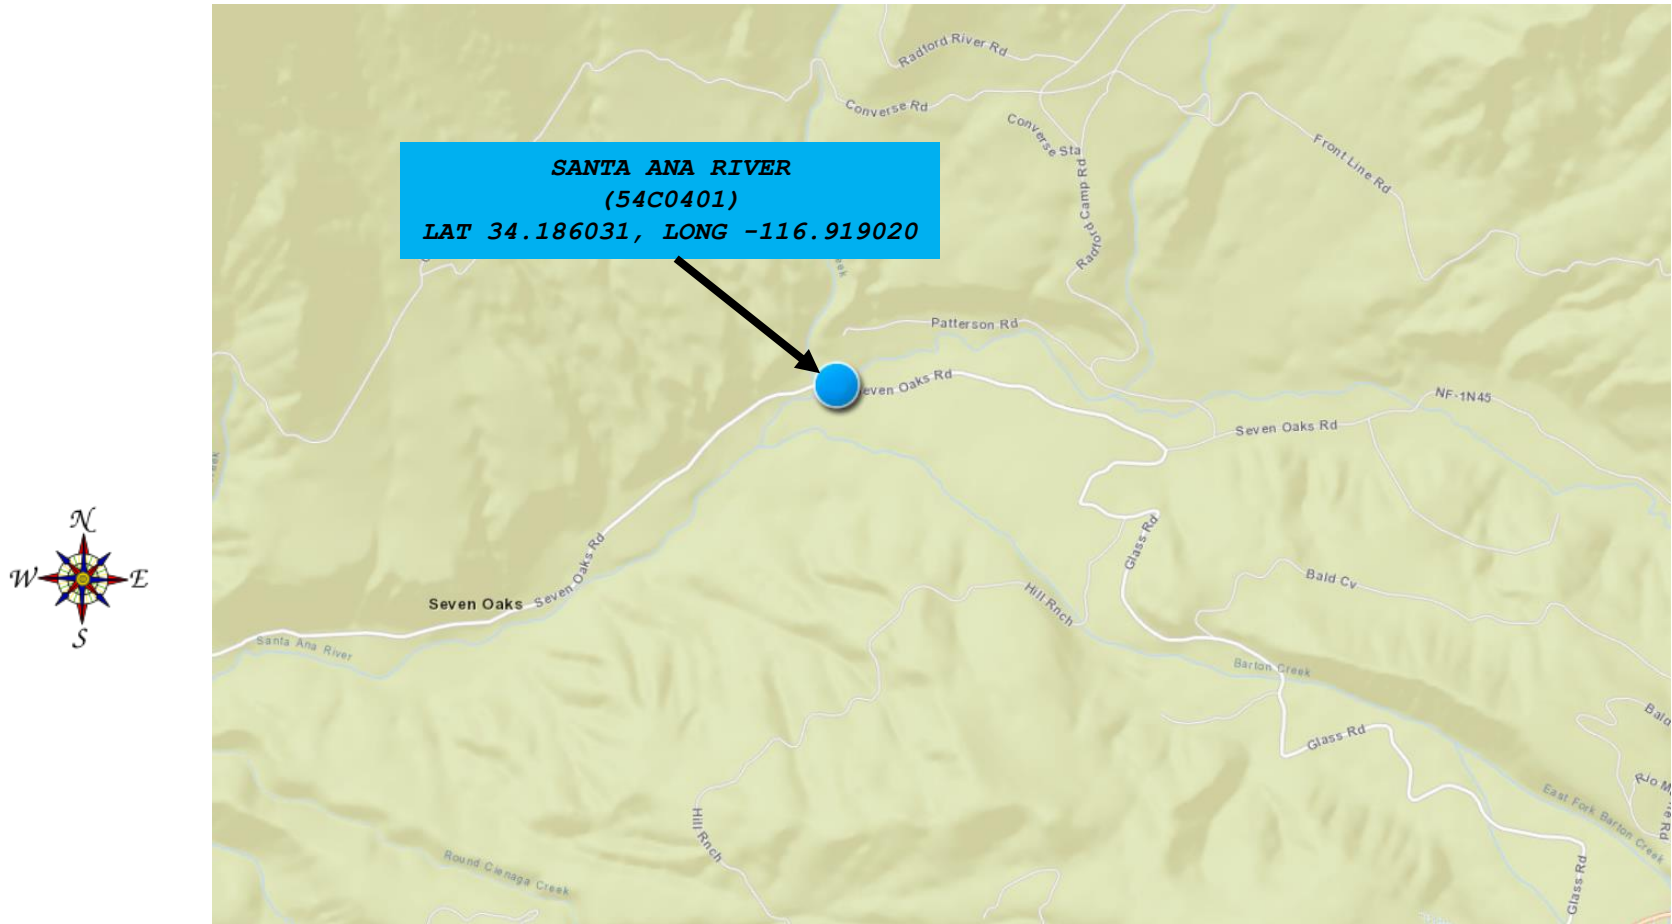 Radford River Rd
Converse Rd
Converse Sta
Front Line Rd
SANTA ANA RIVER
(54C0401)
LAT 34.186031, LONG -116.919020
Radford Camp Rd
Patterson Rd
even Oaks Rd
NF-1N45
Seven Oaks Rd
Glass Rd
N
W E
S
Seven Oaks
Seven Oaks Rd
Hill Rnch
Bald Cv
Santa Ana River
Barton Creek
Bald
Glass Rd
Rio M
East Fork Barton Creek
Hill Rnch
Round Cienaga Creek
Glass Rd